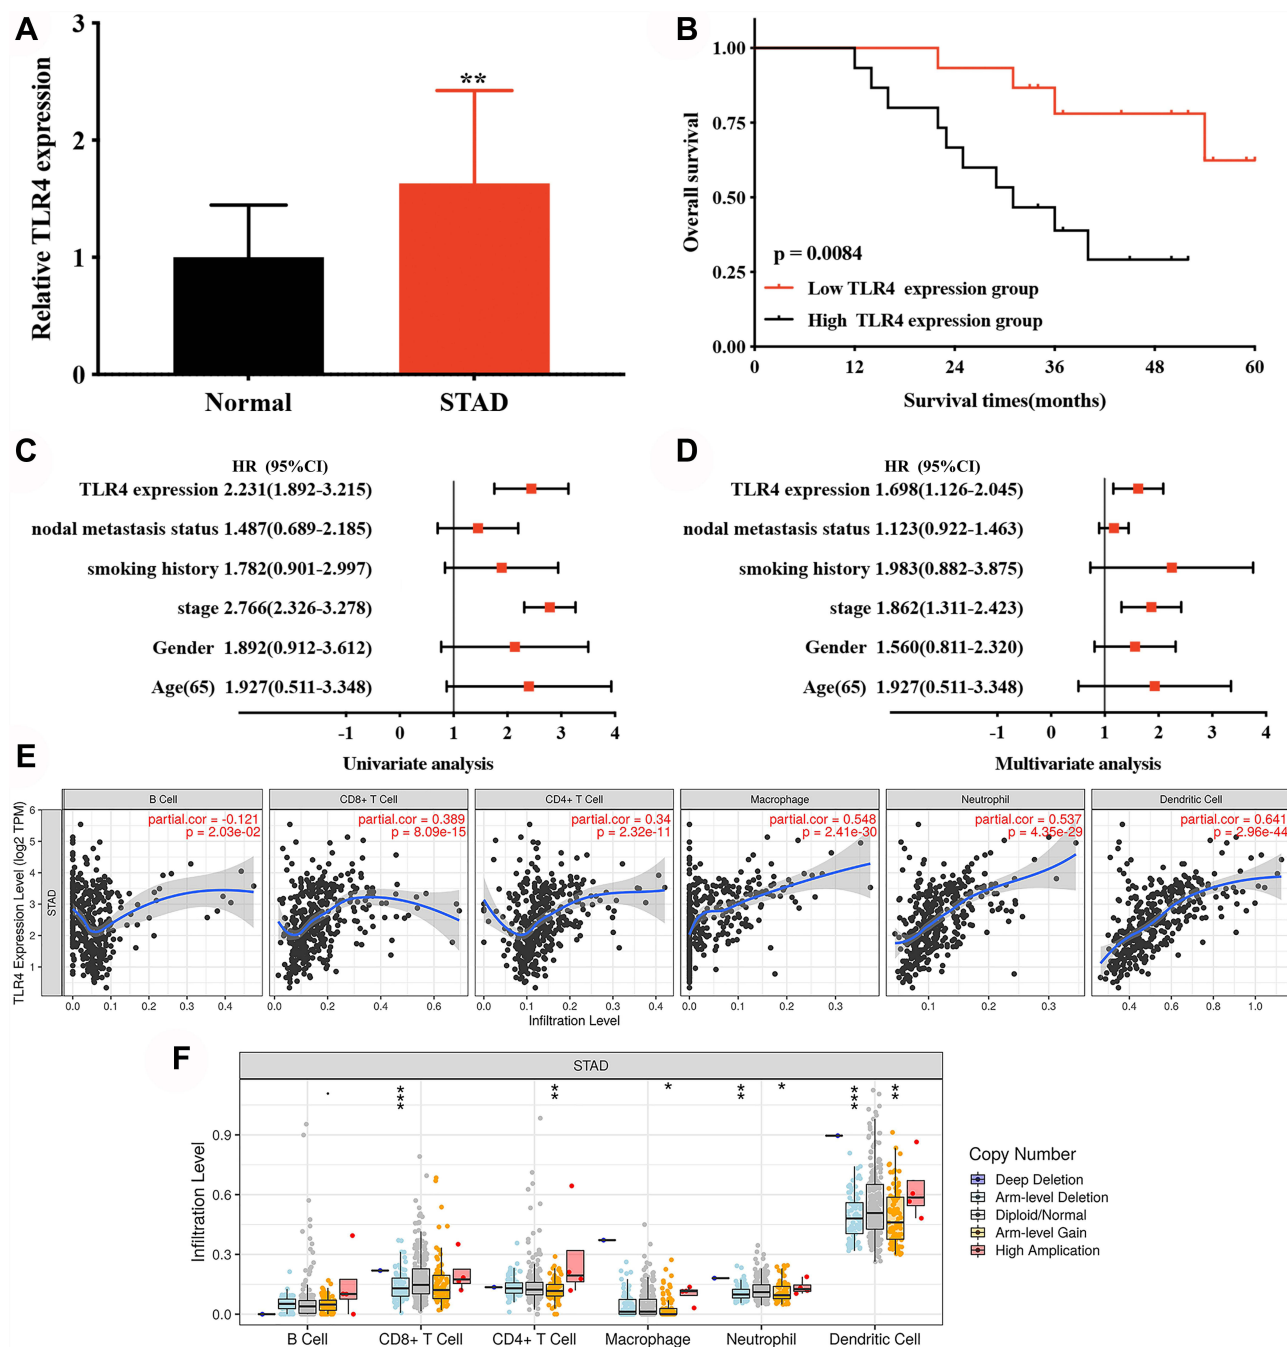 A
3
2
1
0
Relative TLR4 expression
**
Normal
STAD
B
1.00
0.75
0.50
0.25
0.00
Overall survival
p = 0.0084
Low TLR4 expression group
High TLR4 expression group
0 12 24 36 48 60
Survival times(months)
C
HR (95%CI)
TLR4 expression 2.231(1.892-3.215)
nodal metastasis status 1.487(0.689-2.185)
smoking history 1.782(0.901-2.997)
stage 2.766(2.326-3.278)
Gender 1.892(0.912-3.612)
Age(65) 1.927(0.511-3.348)
-1 0 1 2 3 4
Univariate analysis
D
HR (95%CI)
TLR4 expression 1.698(1.126-2.045)
nodal metastasis status 1.123(0.922-1.463)
smoking history 1.983(0.882-3.875)
stage 1.862(1.311-2.423)
Gender 1.560(0.811-2.320)
Age(65) 1.927(0.511-3.348)
-1 0 1 2 3 4
Multivariate analysis
E
TLR4 Expression Level (log2 TPM)
STAD
6
5
4
3
2
1
B Cell
partial.cor = -0.121
p = 2.03e-02
0.0 0.1 0.2 0.3 0.4
CD8+ T Cell
partial.cor = 0.389
p = 8.09e-15
0.0 0.2 0.4 0.6
CD4+ T Cell
partial.cor = 0.34
p = 2.32e-11
0.0 0.1 0.2 0.3 0.4
Macrophage
partial.cor = 0.548
p = 2.41e-30
0.0 0.1 0.2 0.3
Neutrophil
partial.cor = 0.537
p = 4.35e-29
0.1 0.2 0.3
Dendritic Cell
partial.cor = 0.641
p = 2.96e-44
0.4 0.6 0.8 1.0
Infiltration Level
F
STAD
. *** ** * ** * *** **
Infiltration Level
0.9
0.6
0.3
0.0
B Cell
CD8+ T Cell
CD4+ T Cell
Macrophage
Neutrophil
Dendritic Cell
Copy Number
Deep Deletion
Arm-level Deletion
Diploid/Normal
Arm-level Gain
High Amplication